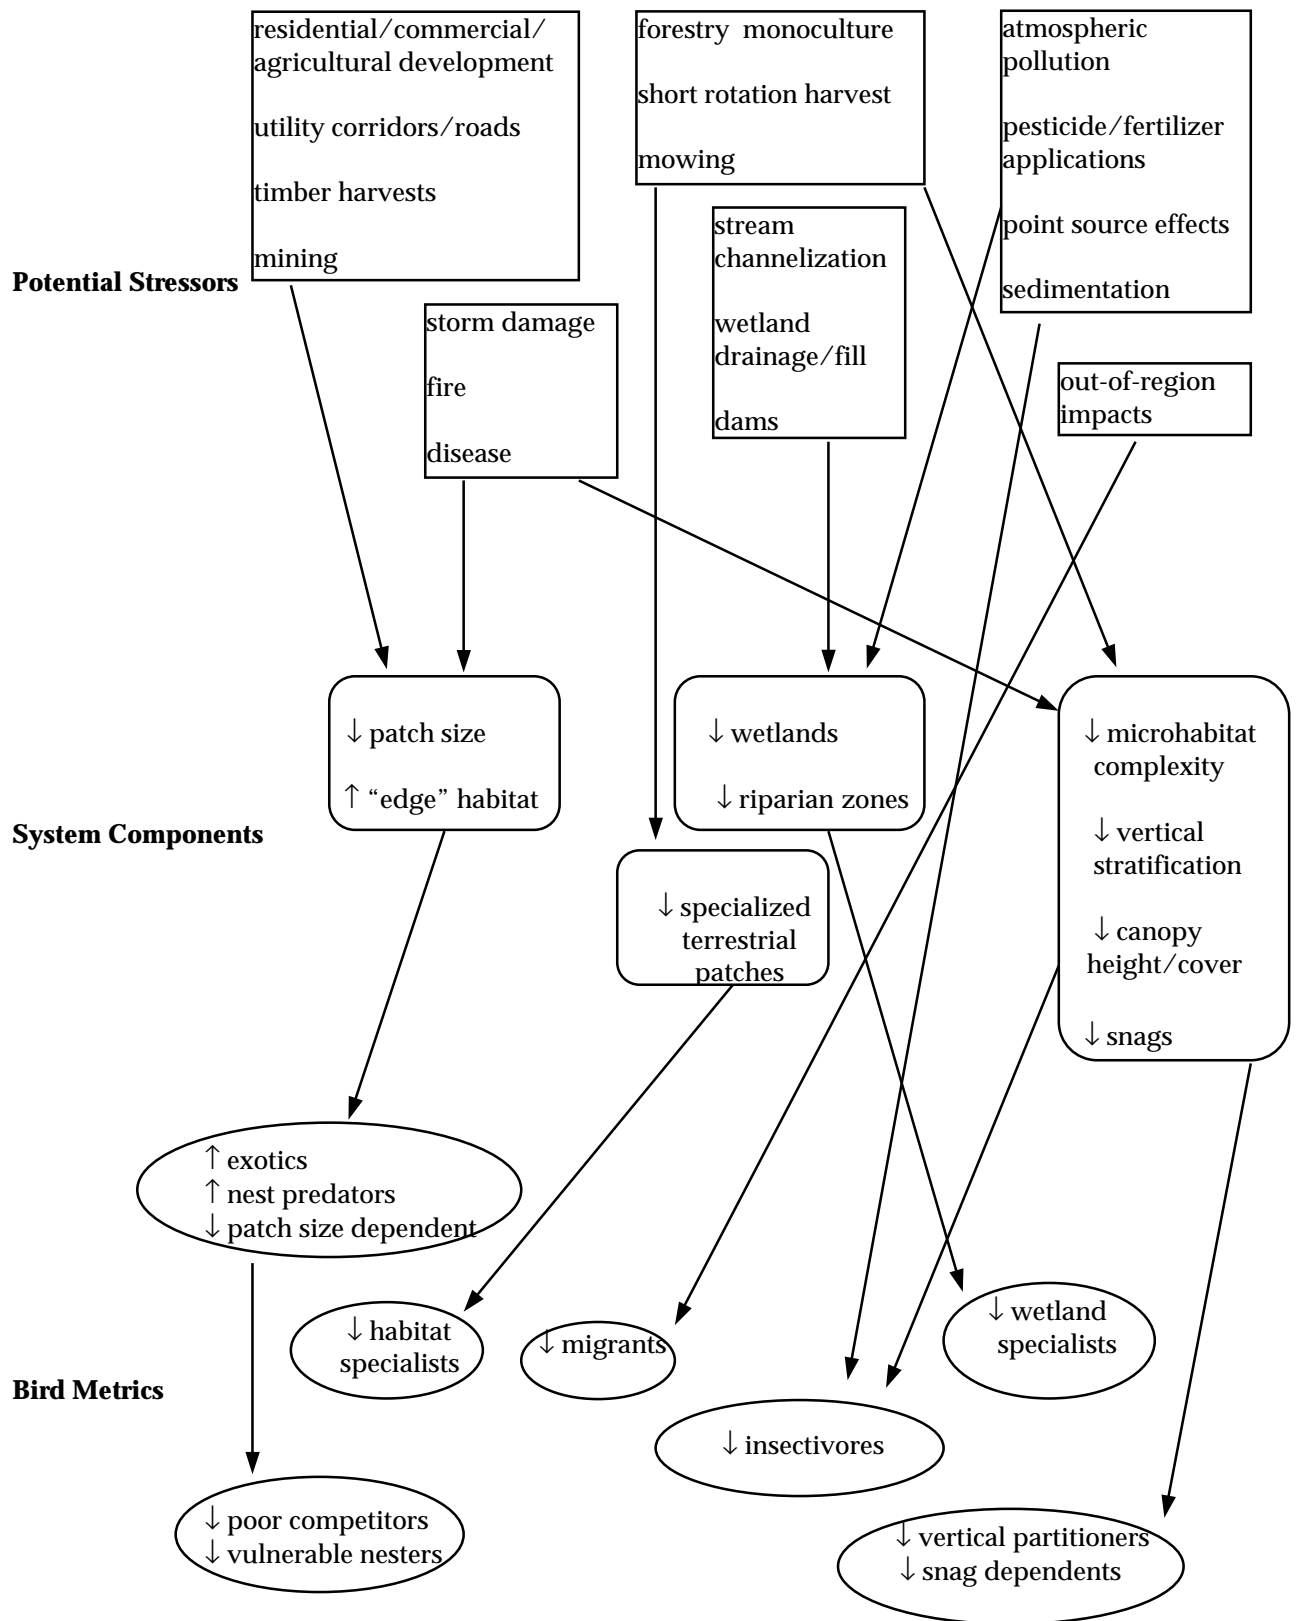 residential/commercial/
agricultural development
utility corridors/roads
timber harvests
mining
forestry monoculture
short rotation harvest
mowing
atmospheric
pollution
pesticide/fertilizer
applications
point source effects
sedimentation
stream
channelization
wetland
drainage/fill
dams
Potential Stressors
storm damage
fire
disease
out-of-region
impacts
↓ patch size
↑ “edge” habitat
↓ wetlands
↓ riparian zones
↓ microhabitat
complexity
↓ vertical
stratification
↓ canopy
height/cover
↓ snags
System Components
↓ specialized
terrestrial
patches
↑ exotics
↑ nest predators
↓ patch size dependent
↓ habitat
specialists
↓ migrants
↓ wetland
specialists
Bird Metrics
↓ insectivores
↓ poor competitors
↓ vulnerable nesters
↓ vertical partitioners
↓ snag dependents